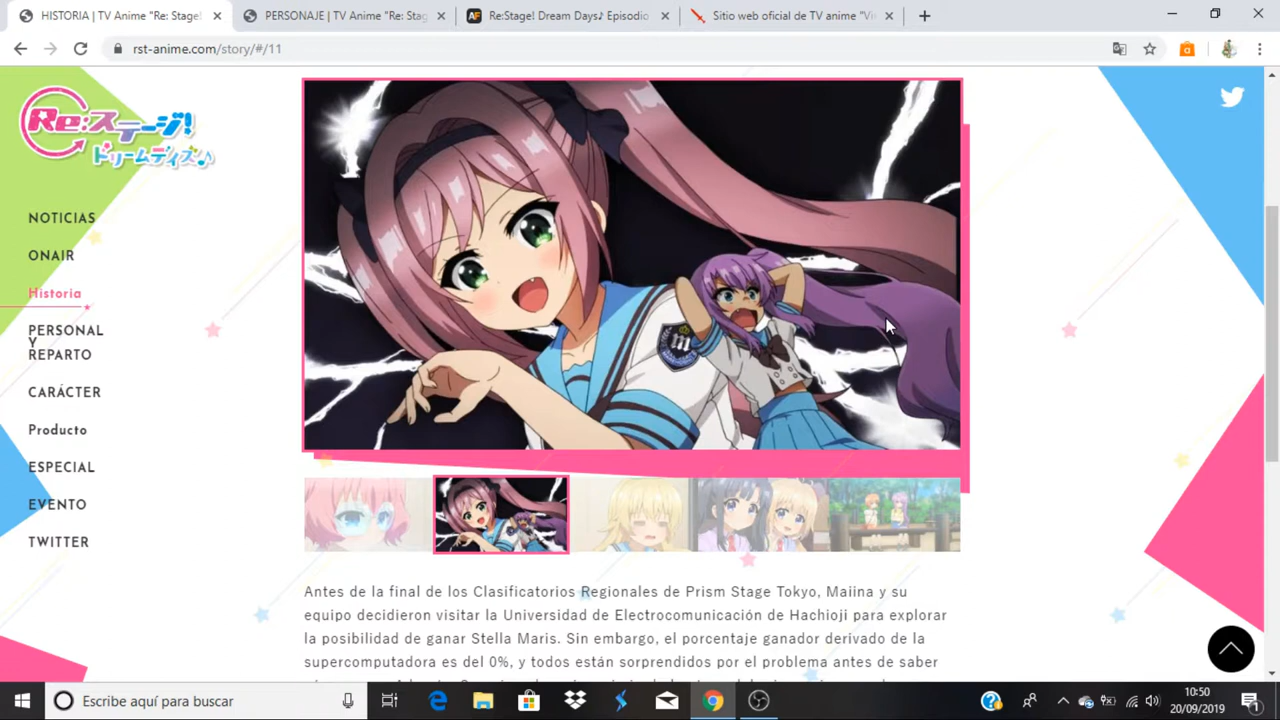 HISTORIA | TV Anime "Re: Stage!
PERSONAJE | TV Anime "Re: Stag
Re:Stage! Dream Days♪ Episodio
Sitio web oficial de TV anime "Vi
rst-anime.com/story/#/11
Re:ステージ!
ドリームデイズ♪
NOTICIAS
ONAIR
Historia
PERSONAL
Y
REPARTO
CARÁCTER
Producto
ESPECIAL
EVENTO
TWITTER
Antes de la final de los Clasificatorios Regionales de Prism Stage Tokyo, Maiina y su
equipo decidieron visitar la Universidad de Electrocomunicación de Hachioji para explorar
la posibilidad de ganar Stella Maris. Sin embargo, el porcentaje ganador derivado de la
supercomputadora es del 0%, y todos están sorprendidos por el problema antes de saber
Escribe aquí para buscar
10:50
20/09/2019